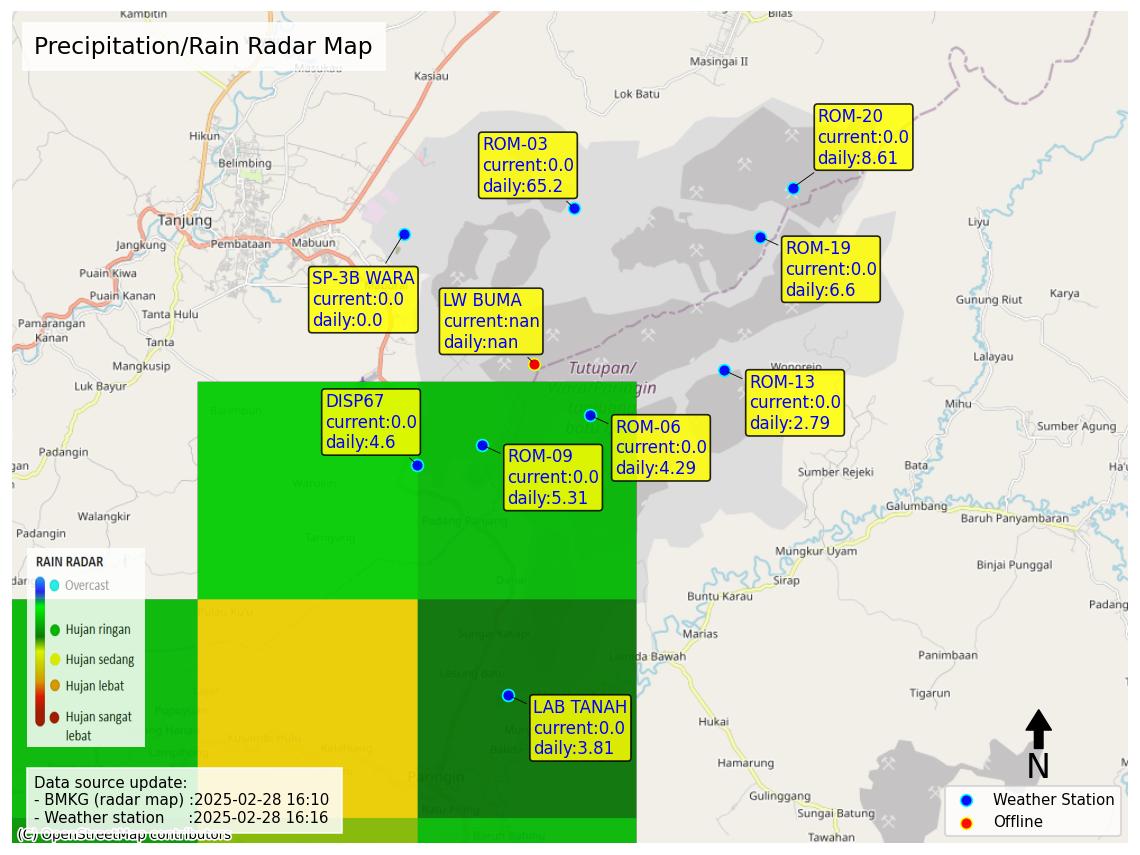 Kambitin
Bilas
Precipitation/Rain Radar Map
Masukau
Kasiau
Masingai II
Lok Batu
ROM-20
current:0.0
daily:8.61
Hikun
ROM-03
current:0.0
daily:65.2
Belimbing
Tanjung
Liyu
Jangkung
Pembataan
Mabuun
ROM-19
current:0.0
daily:6.6
Puain Kiwa
SP-3B WARA
current:0.0
daily:0.0
Puain Kanan
LW BUMA
current:nan
daily:nan
Gunung Riut
Karya
Tanta Hulu
Pamarangan
Kanan
Tanta
Lalayau
Mangkusip
Tutupan/
Wonorejo
Luk Bayur
ROM-13
current:0.0
daily:2.79
DISP67
current:0.0
daily:4.6
Mihu
ROM-06
current:0.0
daily:4.29
Sumber Agung
Padangin
ROM-09
current:0.0
daily:5.31
Bata
Sumber Rejeki
Warukin
Galumbang
Walangkir
Padang Panjang
Baruh Panyambaran
Padangin
Tamiyang
Mungkur Uyam
RAIN RADAR
Binjai Punggal
Overcast
Dahai
Sirap
Buntu Karau
Padang
Hujan ringan
Marias
Hujan sedang
Lamida Bawah
Panimbaan
Hujan lebat
Tigarun
Hujan sangat
lebat
LAB TANAH
current:0.0
daily:3.81
Hukai
Paringin
Hamarung
N
Data source update:
- BMKG (radar map) :2025-02-28 16:10
- Weather station :2025-02-28 16:16
Gulinggang
Weather Station
Offline
Sungai Batung
Tawahan
(C) OpenStreetMap contributors